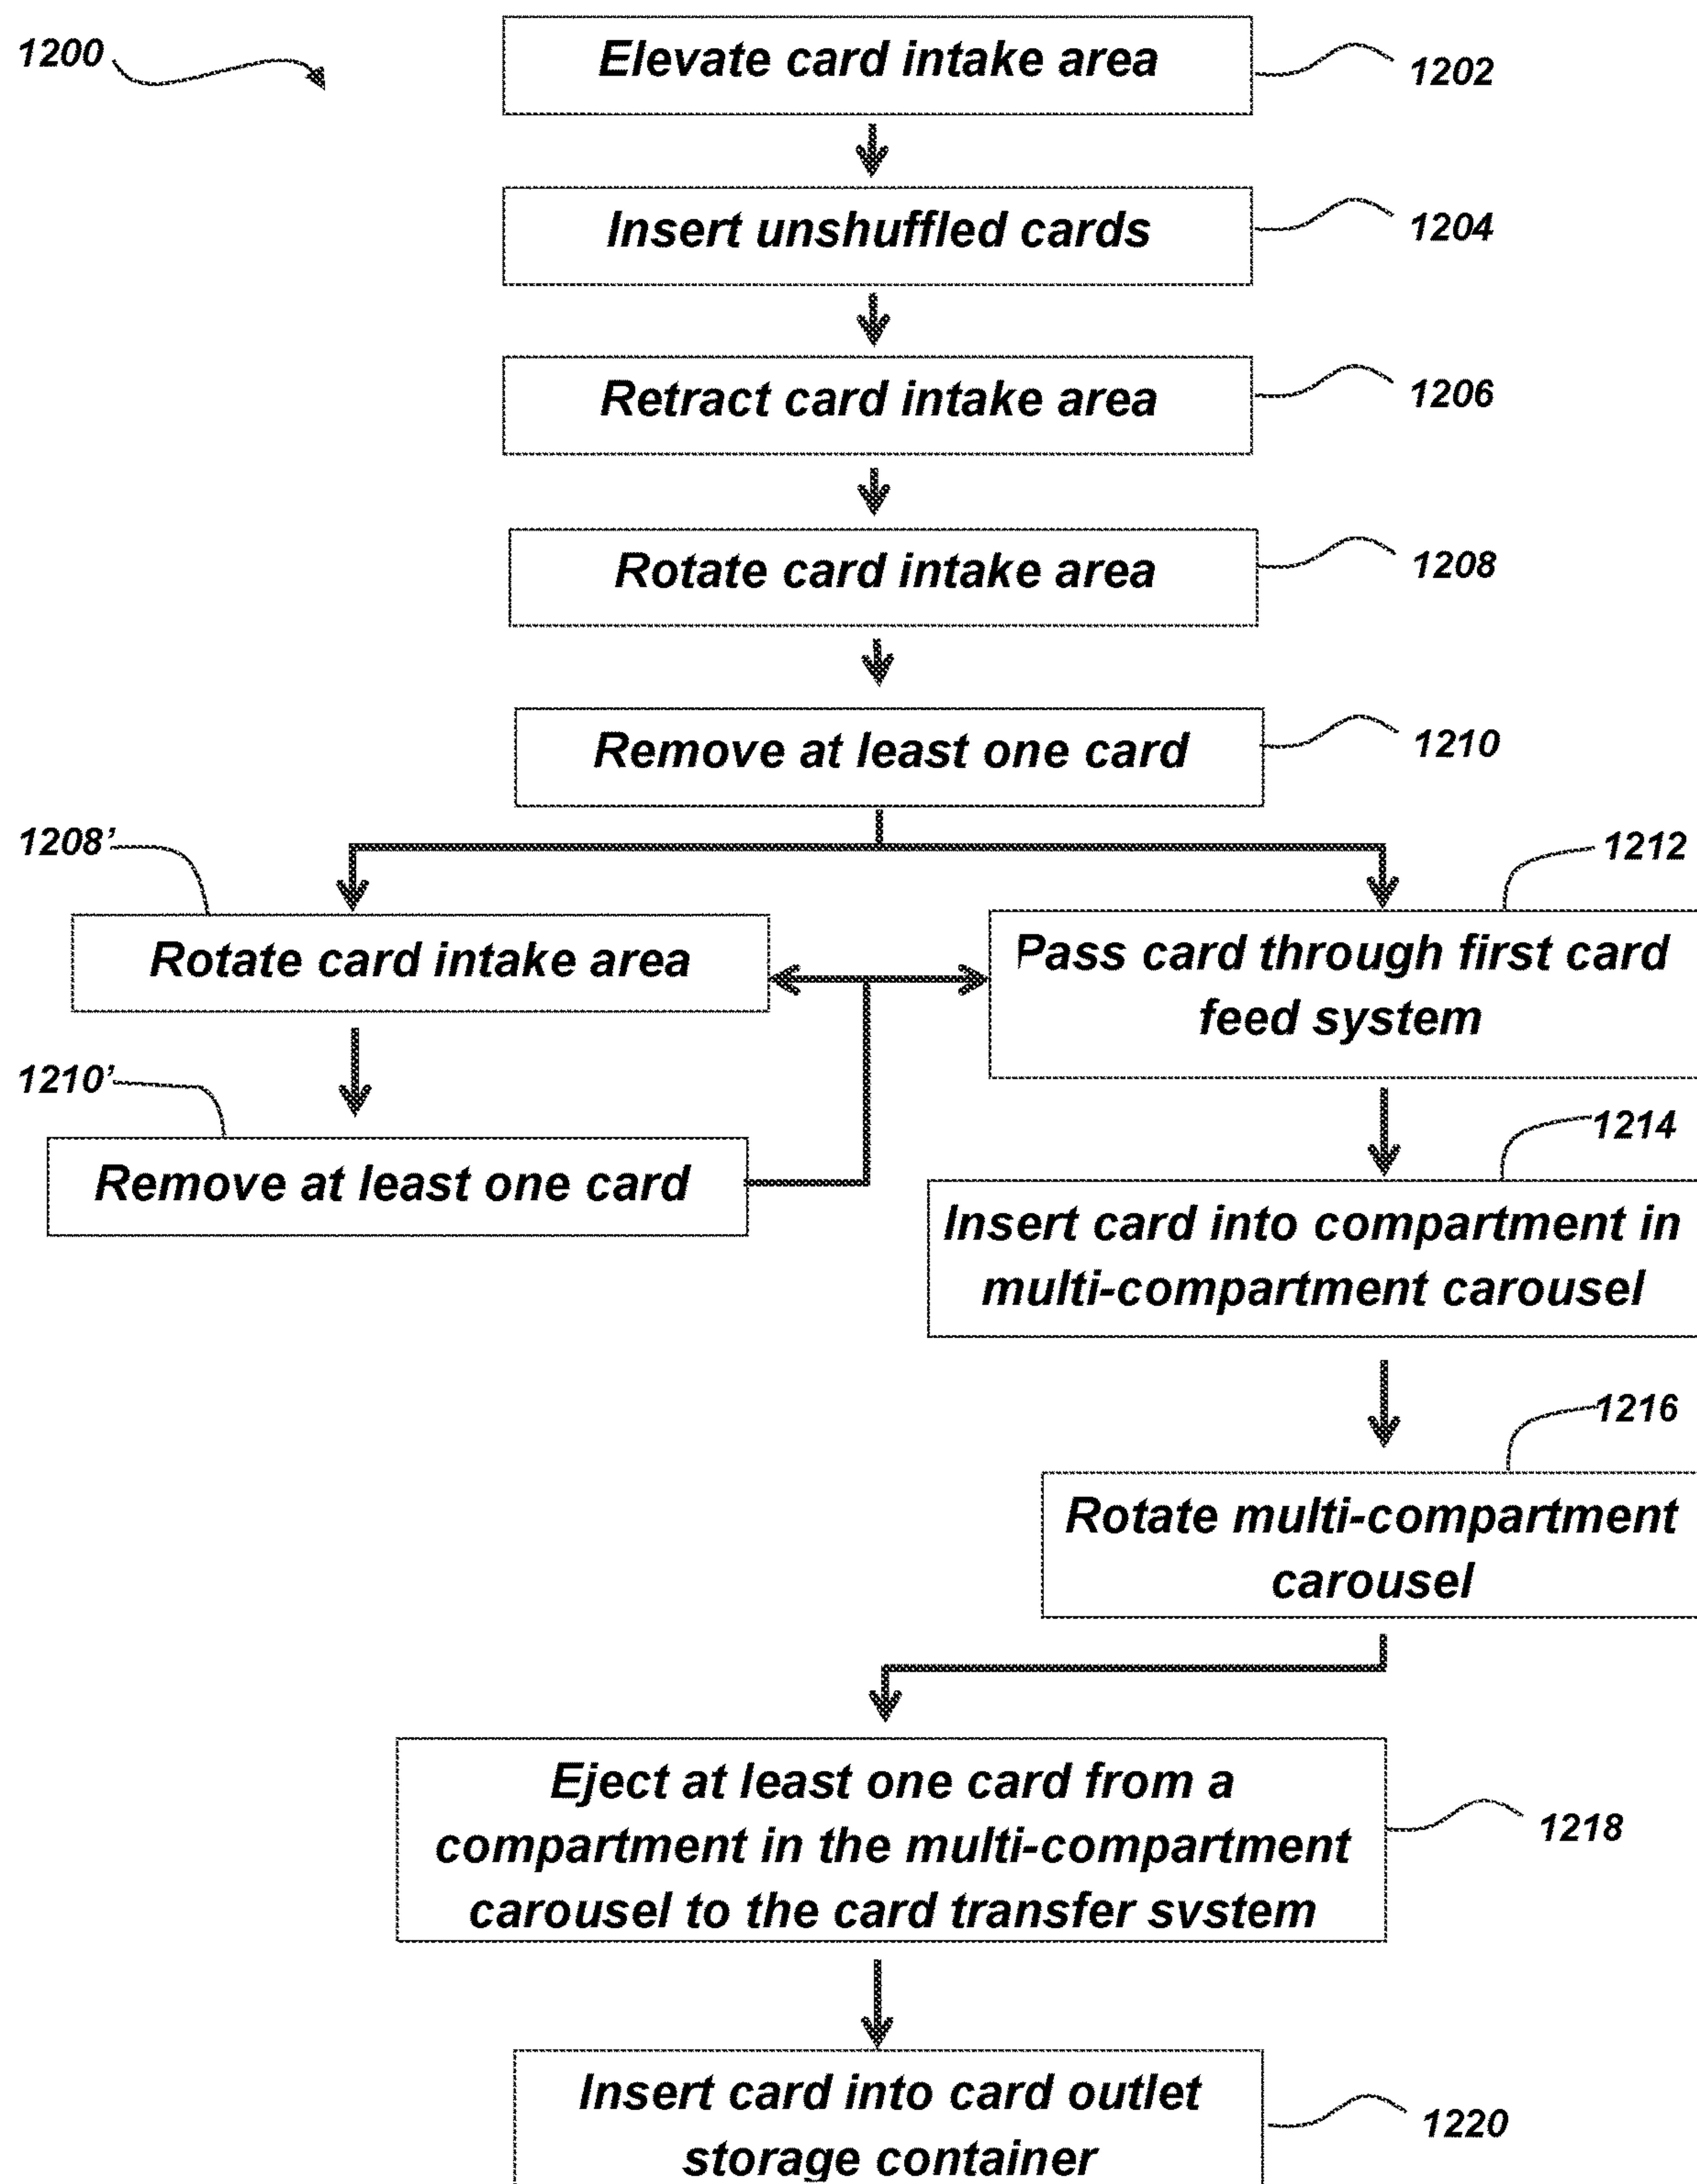 1200
Elevate card intake area
1202
Insert unshuffled cards
1204
Retract card intake area
1206
Rotate card intake area
1208
Remove at least one card
1210
1208’
Rotate card intake area
1212
Pass card through first card
feed system
1210’
Remove at least one card
1214
Insert card into compartment in
multi-compartment carousel
1216
Rotate multi-compartment
carousel
Eject at least one card from a
compartment in the multi-compartment
carousel to the card transfer system
1218
Insert card into card outlet
storage container
1220